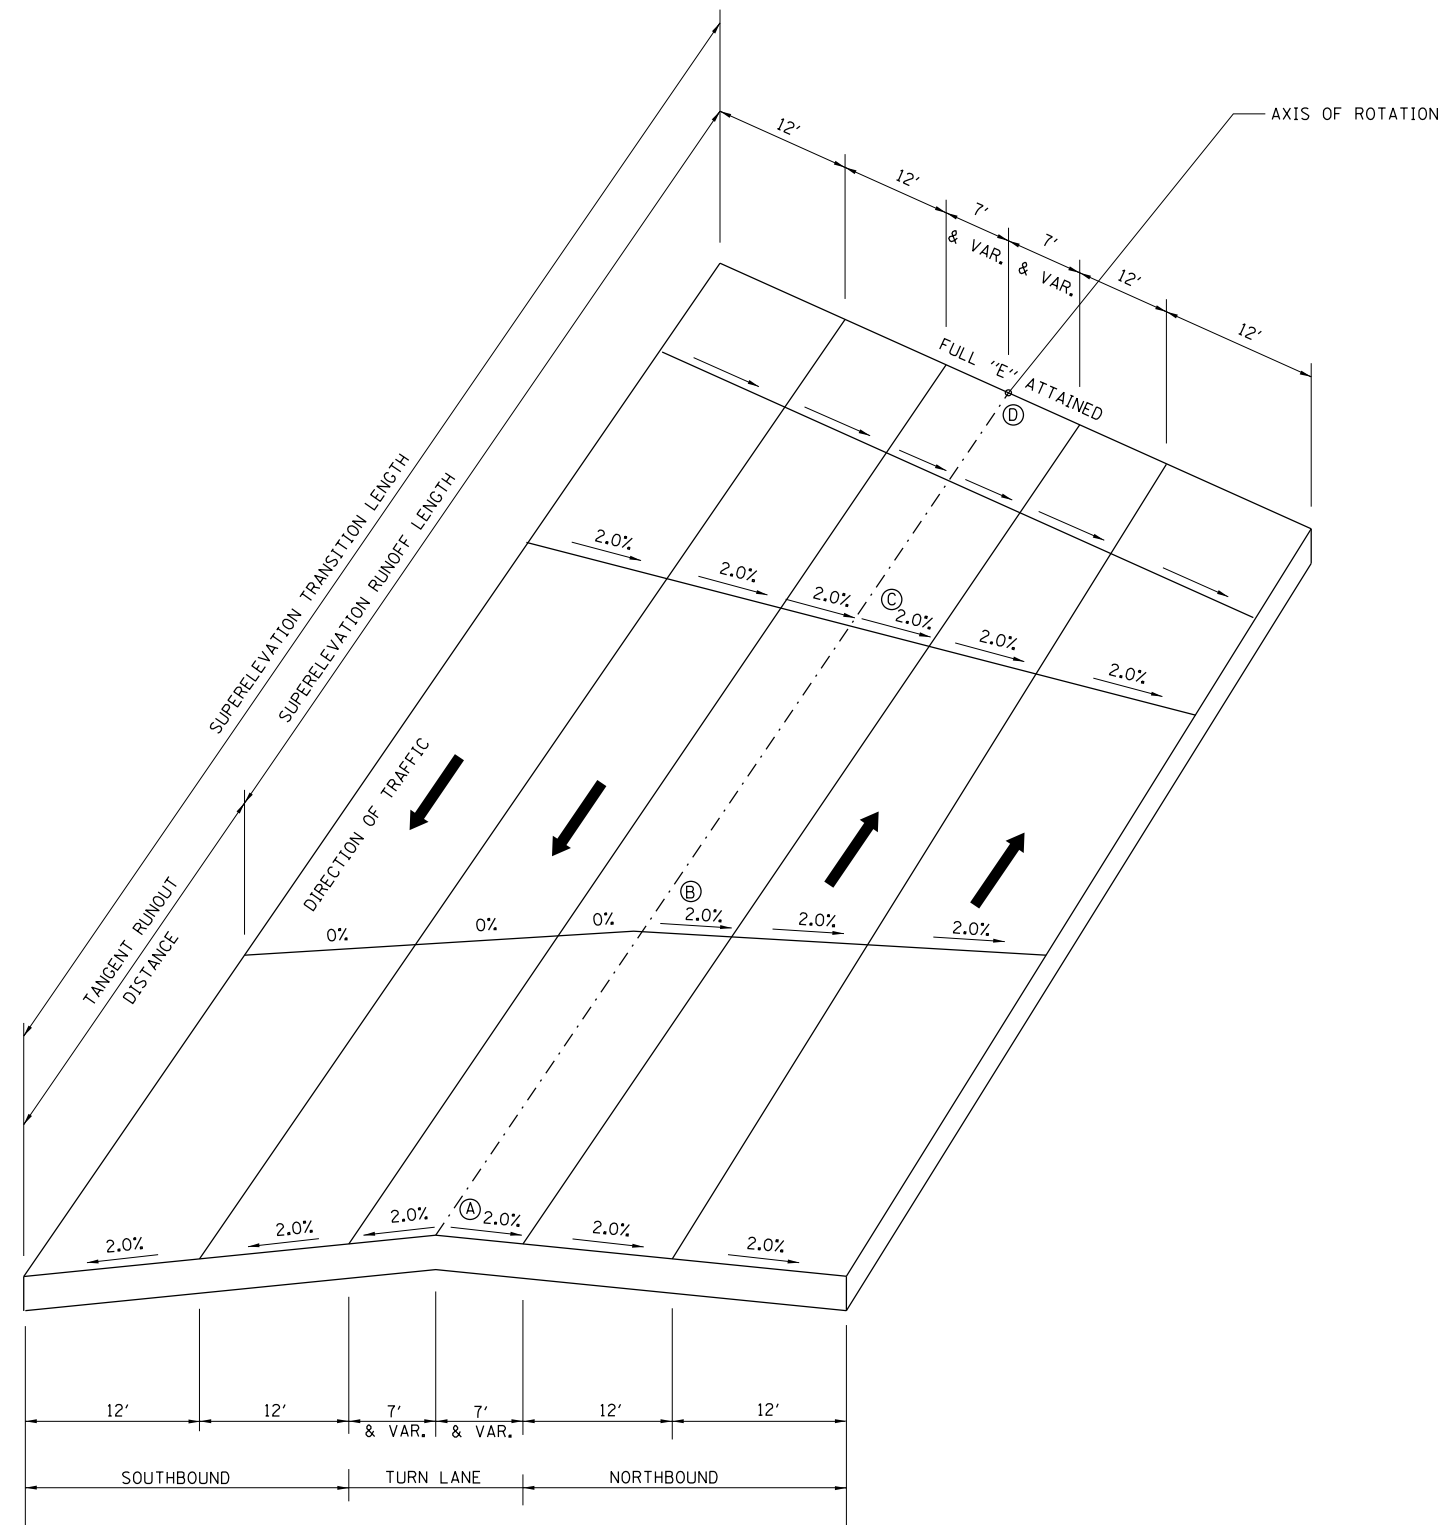 AXIS OF ROTATION
12'
12'
7'
& VAR.
7'
& VAR.
12'
12'
FULL "E" ATTAINED
D
SUPERELEVATION TRANSITION LENGTH
SUPERELEVATION RUNOFF LENGTH
2.0%
2.0%
2.0%
C
2.0%
2.0%
2.0%
DIRECTION OF TRAFFIC
TANGENT RUNOUT
DISTANCE
0%
0%
0%
B
2.0%
2.0%
2.0%
2.0%
2.0%
2.0%
A
2.0%
2.0%
2.0%
12'
12'
7'
& VAR.
7'
& VAR.
12'
12'
SOUTHBOUND
TURN LANE
NORTHBOUND